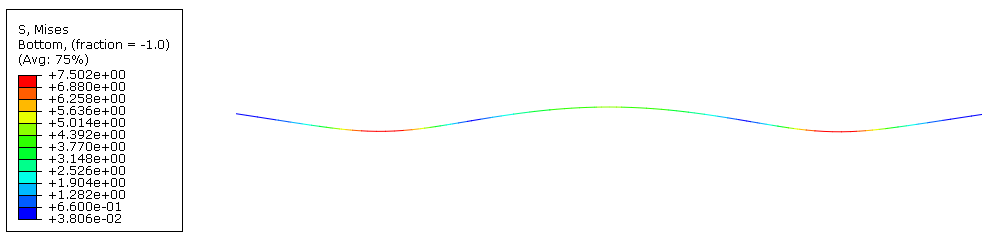 S, Mises
Bottom, (fraction = -1.0)
(Avg: 75%)
+7.502e+00
+6.880e+00
+6.258e+00
+5.636e+00
+5.014e+00
+4.392e+00
+3.770e+00
+3.148e+00
+2.526e+00
+1.904e+00
+1.282e+00
+6.600e-01
+3.806e-02